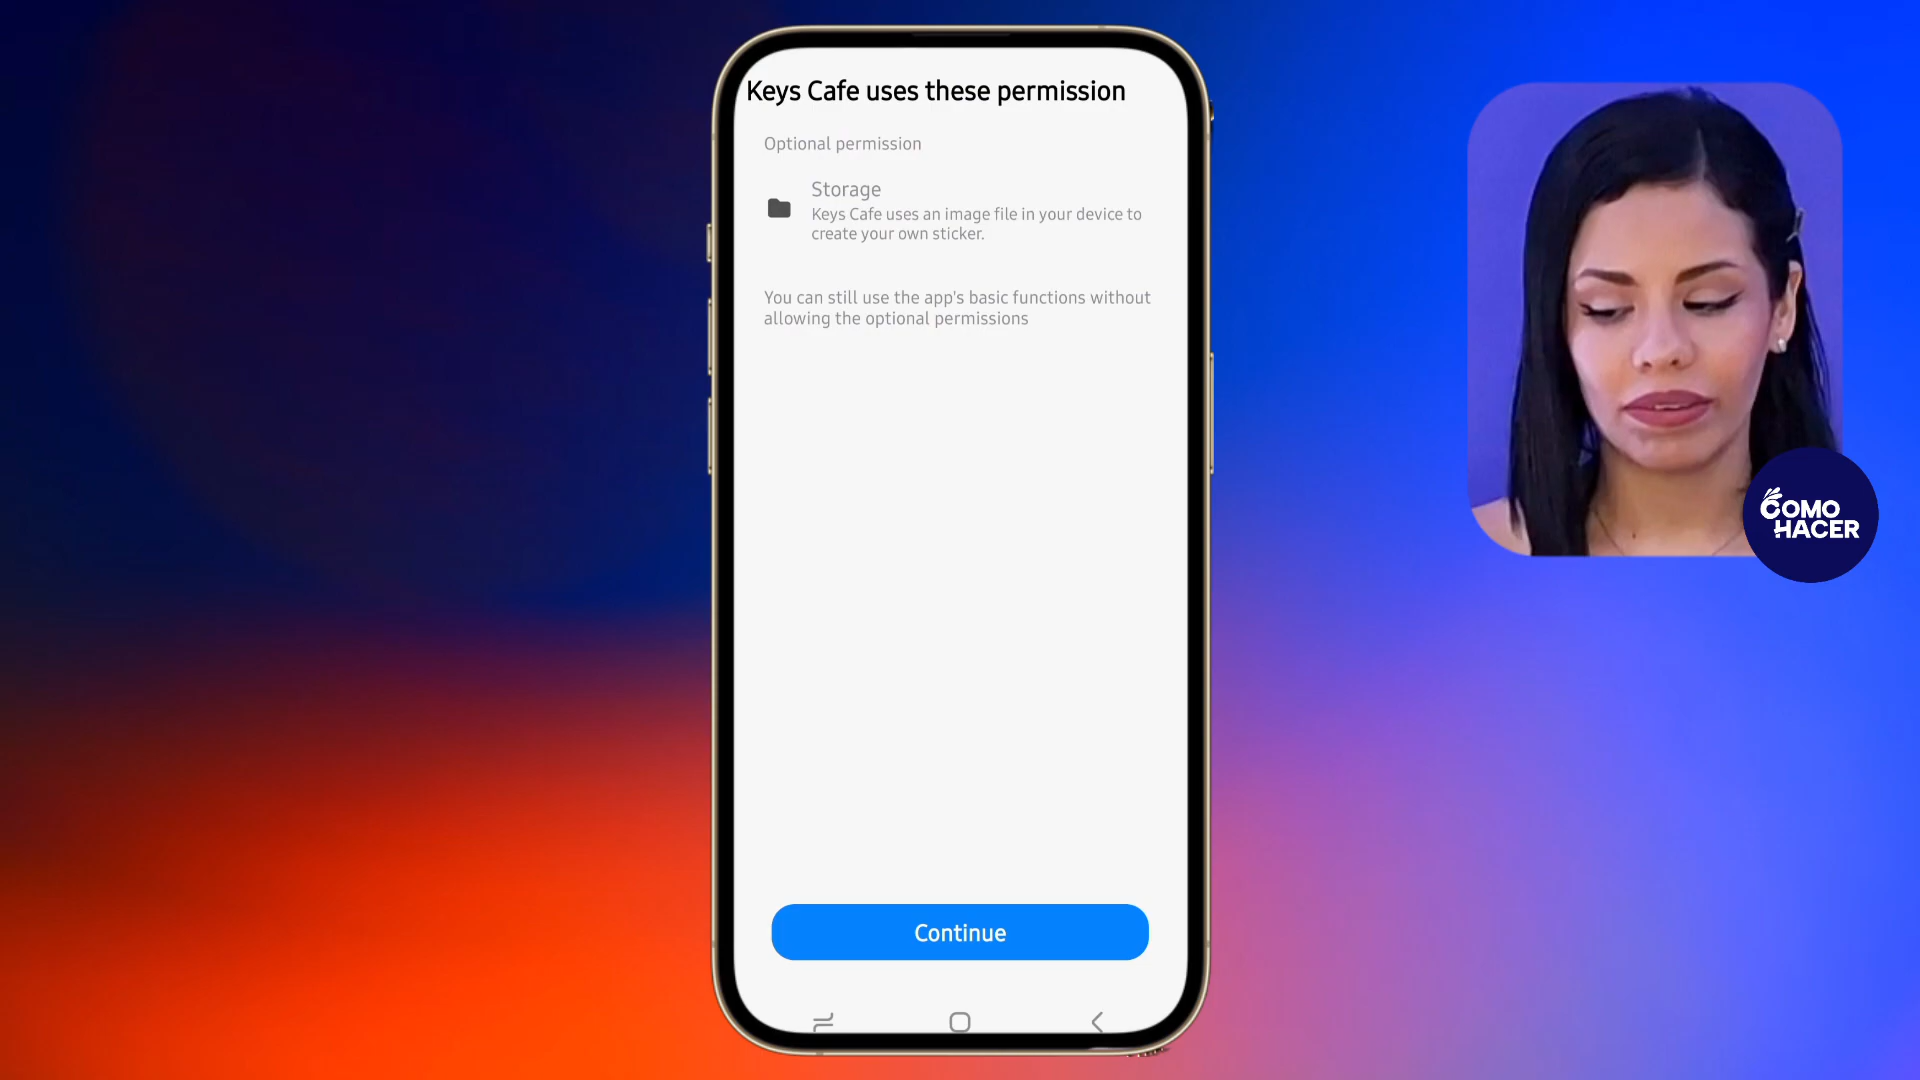 Keys Cafe uses these permission
Optional permission
Storage
Keys Cafe uses an image file in your device to
create your own sticker.
You can still use the app's basic functions without
allowing the optional permissions
Continue
COMO
HACER